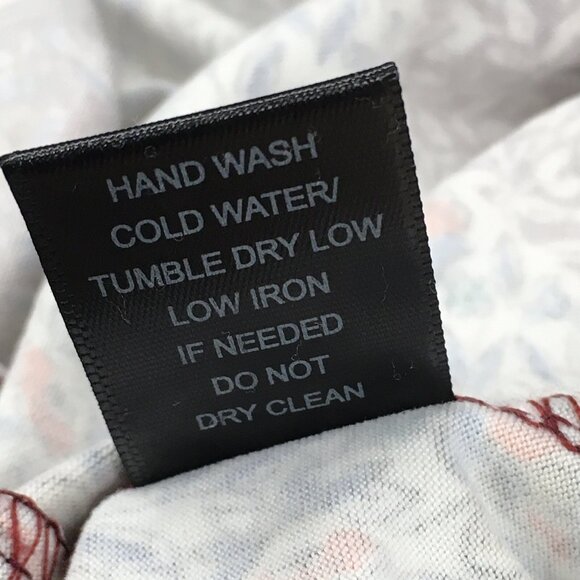 HAND WASH
COLD WATER/
TUMBLE DRY LOW
LOW IRON
IF NEEDED
DO NOT
DRY CLEAN